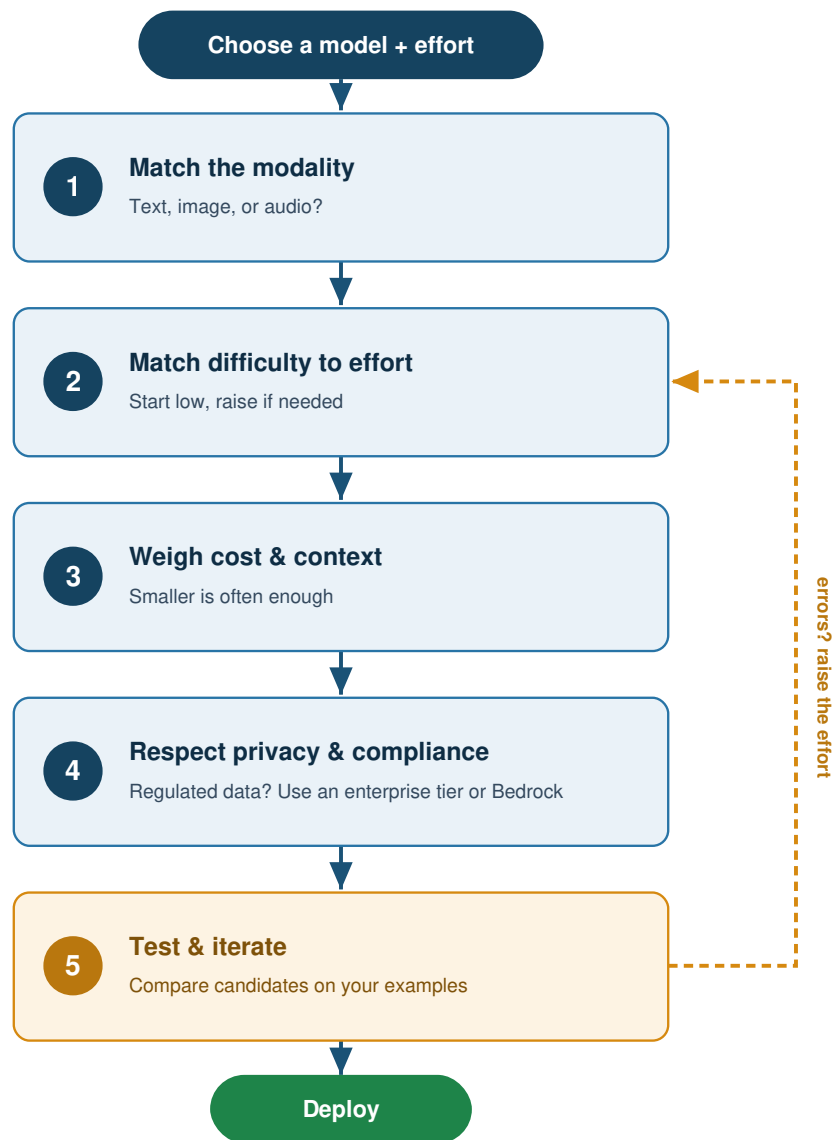 Choose a model + effort
1
Match the modality
Text, image, or audio?
2
Match difficulty to effort
Start low, raise if needed
3
Weigh cost & context
Smaller is often enough
errors? raise the effort
4
Respect privacy & compliance
Regulated data? Use an enterprise tier or Bedrock
5
Test & iterate
Compare candidates on your examples
Deploy